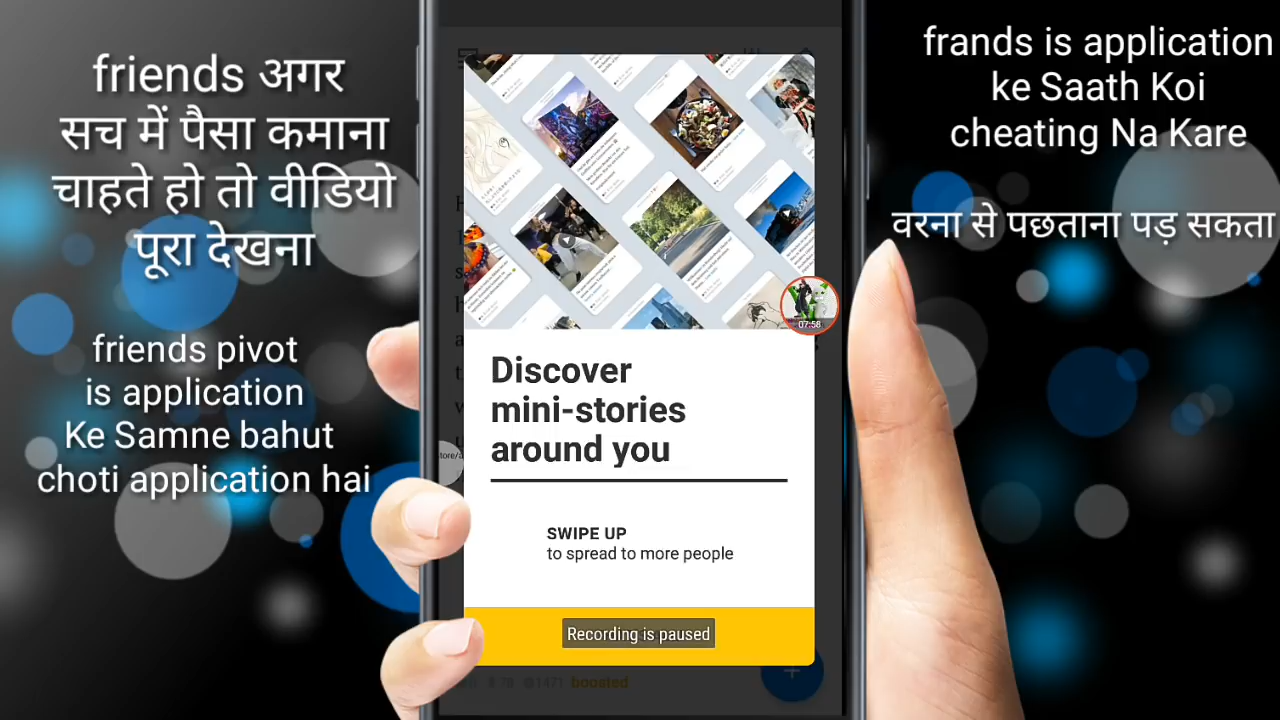 friends अगर
सच में पैसा कमाना
चाहते हो तो वीडियो
पूरा देखना
friends pivot
is application
Ke Samne bahut
choti application hai
Discover
mini-stories
around you
SWIPE UP
to spread to more people
Recording is paused
07:58
1471 boosted
frands is application
ke Saath Koi
cheating Na Kare
वरना से पछताना पड़ सकता